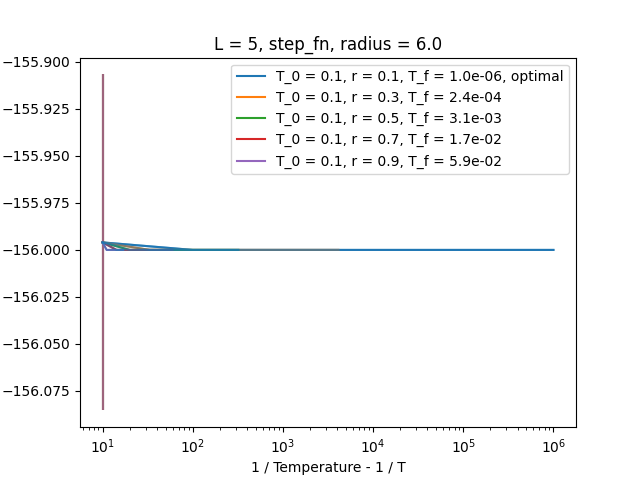 L = 5, step_fn, radius = 6.0
−155.900
−155.925
−155.950
−155.975
−156.000
−156.025
−156.050
−156.075
T_0 = 0.1, r = 0.1, T_f = 1.0e-06, optimal
T_0 = 0.1, r = 0.3, T_f = 2.4e-04
T_0 = 0.1, r = 0.5, T_f = 3.1e-03
T_0 = 0.1, r = 0.7, T_f = 1.7e-02
T_0 = 0.1, r = 0.9, T_f = 5.9e-02
10¹ 10² 10³ 10⁴ 10⁵ 10⁶
1 / Temperature - 1 / T